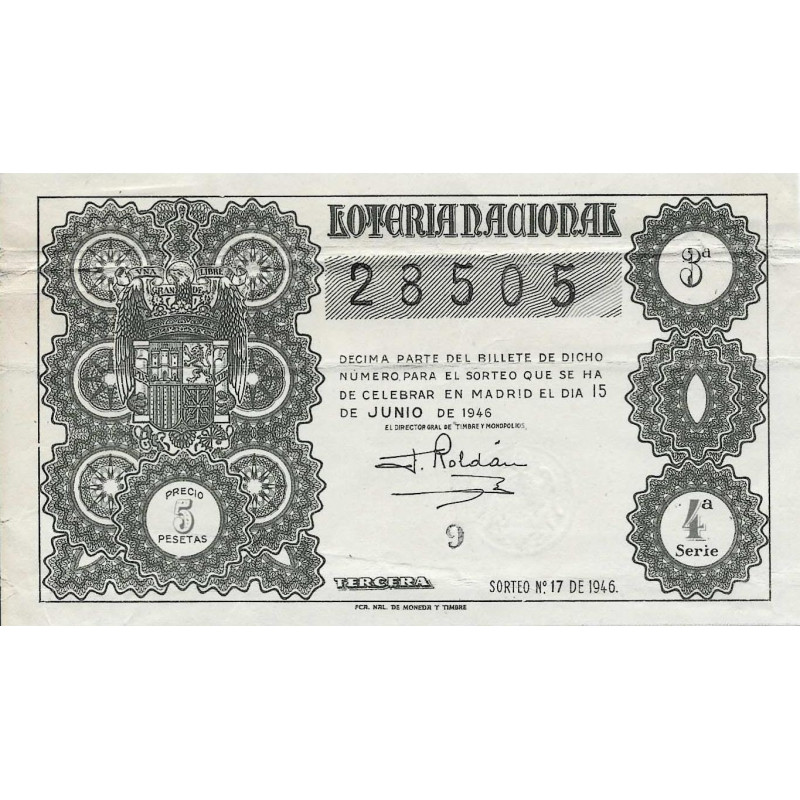 LOTERIA NACIONAL
28505
3ª
UNA GRANDE LIBRE
DECIMA PARTE DEL BILLETE DE DICHO
NÚMERO, PARA EL SORTEO QUE SE HA
DE CELEBRAR EN MADRID EL DIA 15
DE JUNIO DE 1946
EL DIRECTOR GRAL DE TIMBRE Y MONOPOLIOS,
J. Roldán
PRECIO
5
PESETAS
9
4ª
Serie
TERCERA
SORTEO Nº 17 DE 1946.
FCA. NAL. DE MONEDA Y TIMBRE